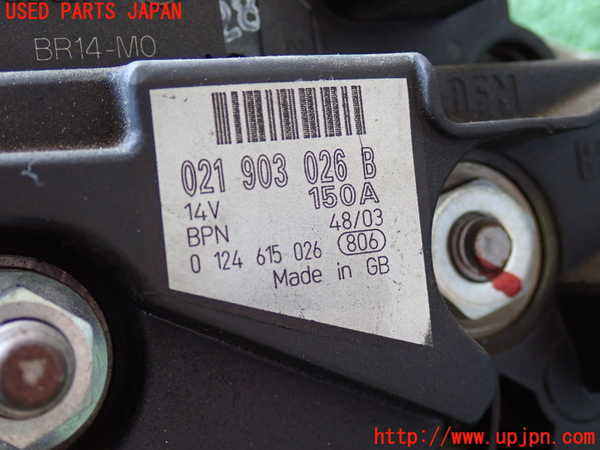 USED PARTS JAPAN
28
BR14-M0
021 903 026 B
14V 150A
BPN 48/03
0 124 615 026 806
Made in GB
http://www.upjpn.com